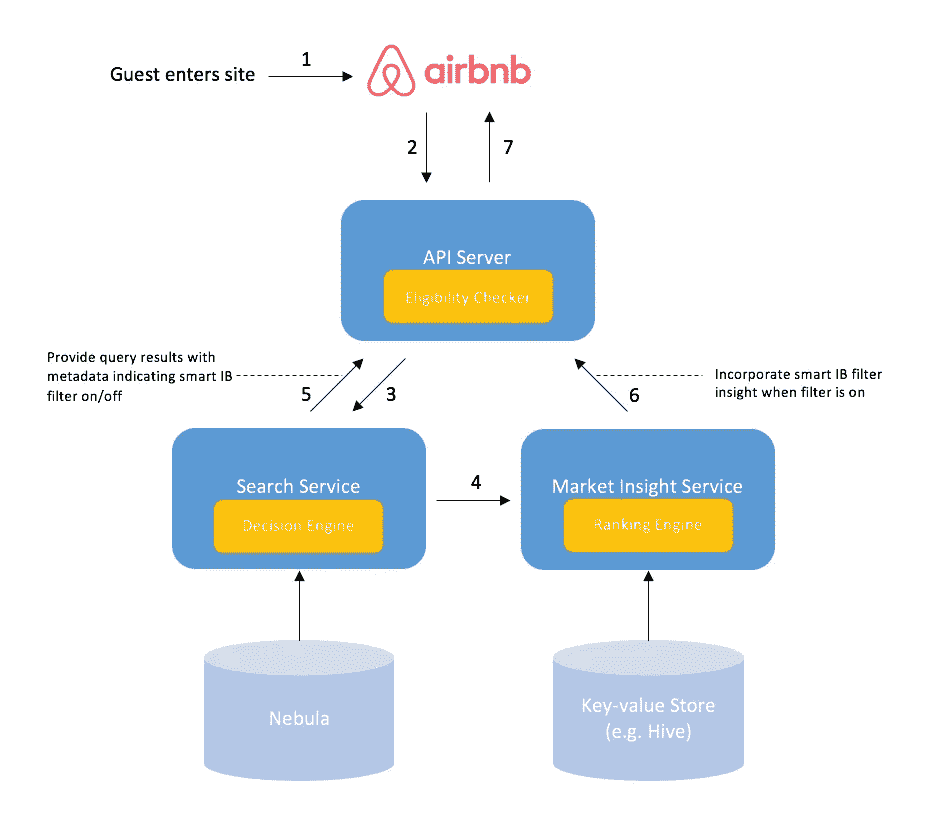 Guest enters site
1
airbnb
2
7
API Server
Eligibility Checker
Provide query results with
metadata indicating smart IB
filter on/off
5
3
6
Incorporate smart IB filter
insight when filter is on
Search Service
Decision Engine
4
Market Insight Service
Ranking Engine
Nebula
Key-value Store
(e.g. Hive)